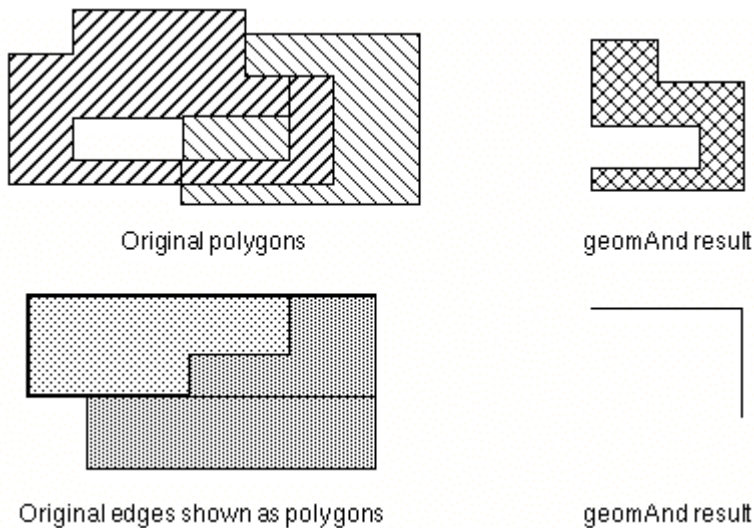 Original polygons
geomAnd result
Original edges shown as polygons
geomAnd result